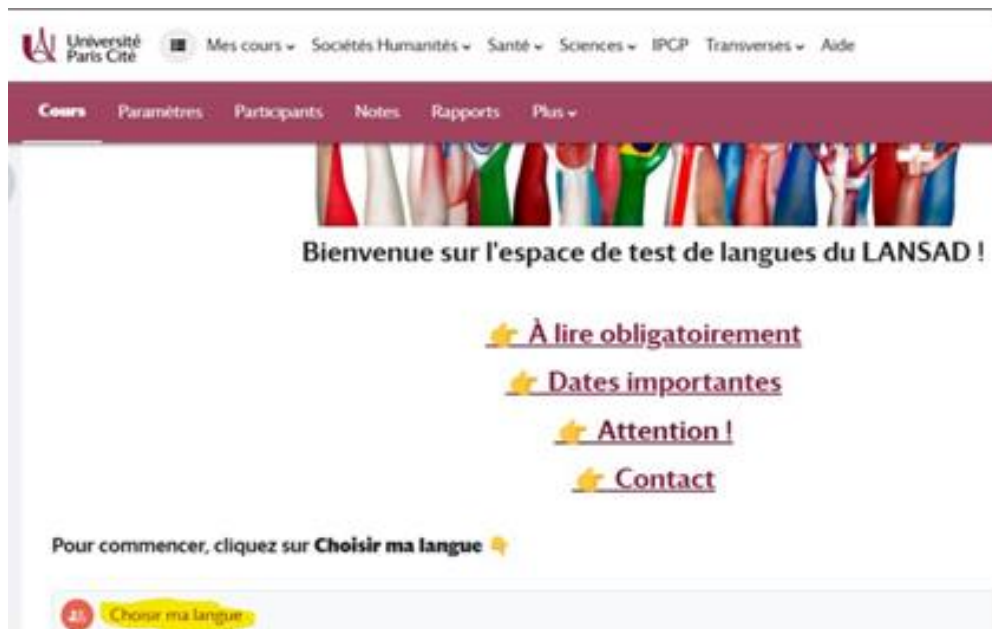 Université
Paris Cité
Mes cours Sociétés Humanités Santé Sciences IPCP Transverses Aide
Cours Paramètres Participants Notes Rapports Plus
Bienvenue sur l'espace de test de langues du LANSAD !
👉 À lire obligatoirement
👉 Dates importantes
👉 Attention !
👉 Contact
Pour commencer, cliquez sur Choisir ma langue 👇
Choisir ma langue